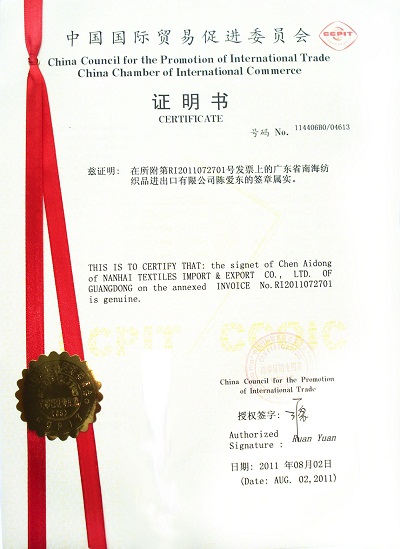 中国国际贸易促进委员会
CCPIT
China Council for the Promotion of International Trade
China Chamber of International Commerce
证明书
CERTIFICATE
号码 No. 114406B0/04613
兹证明: 在所附第RI2011072701号发票上的广东省南海纺
织品进出口有限公司陈爱东的签章属实。
THIS IS TO CERTIFY THAT: the signet of Chen Aidong
of NANHAI TEXTILES IMPORT & EXPORT CO., LTD. OF
GUANGDONG on the annexed INVOICE No.RI2011072701
is genuine.
CCPIT / CCOIC
China Council for the Promotion
of International Trade
授权签字:
Authorized
Signature : Ruan Yuan
日期: 2011 年08月02日
(Date: AUG. 02,2011)